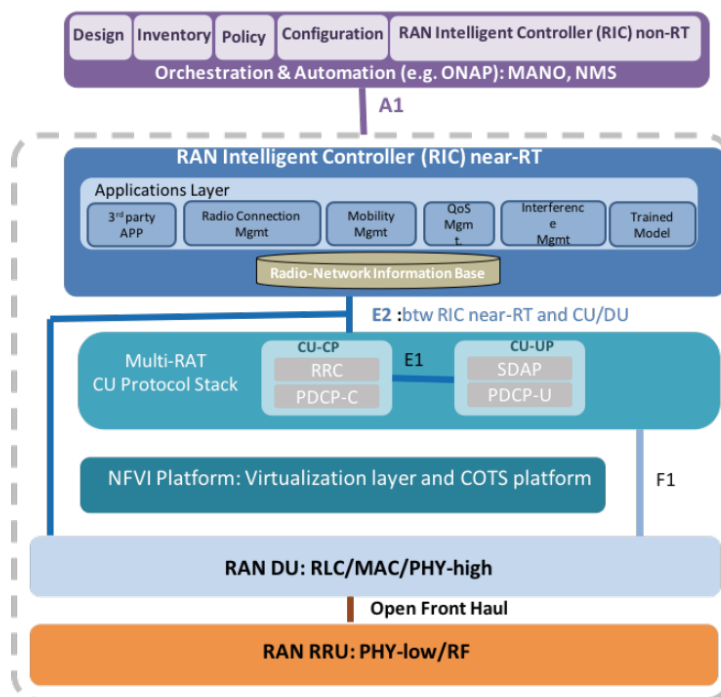 Design Inventory Policy Configuration RAN Intelligent Controller (RIC) non-RT
Orchestration & Automation (e.g. ONAP): MANO, NMS
A1
RAN Intelligent Controller (RIC) near-RT
Applications Layer
3rd party
APP
Radio Connection
Mgmt
Mobility
Mgmt
QoS
Mgm
t.
Interferenc
e
Mgmt
Trained
Model
Radio-Network Information Base
E2 :btw RIC near-RT and CU/DU
Multi-RAT
CU Protocol Stack
CU-CP
RRC
PDCP-C
E1
CU-UP
SDAP
PDCP-U
NFVI Platform: Virtualization layer and COTS platform
F1
RAN DU: RLC/MAC/PHY-high
Open Front Haul
RAN RRU: PHY-low/RF